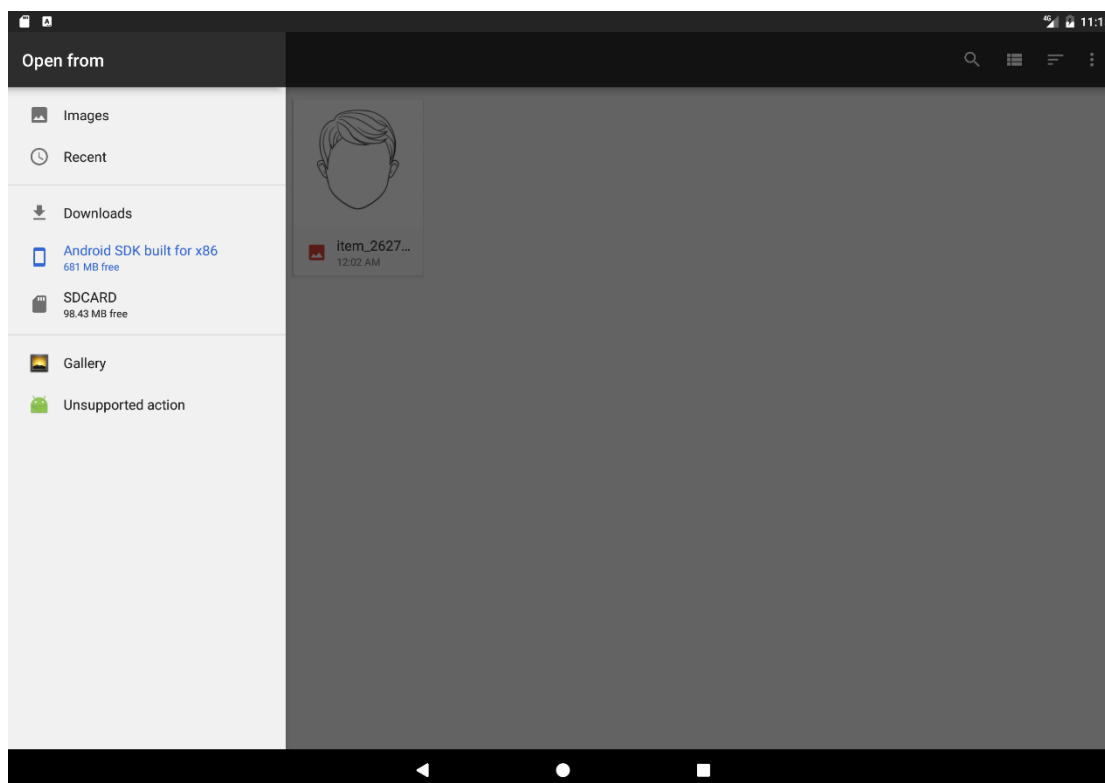 4G 11:1
Open from
Images
Recent
Downloads
Android SDK built for x86
681 MB free
SDCARD
98.43 MB free
Gallery
Unsupported action
item_2627...
12:02 AM